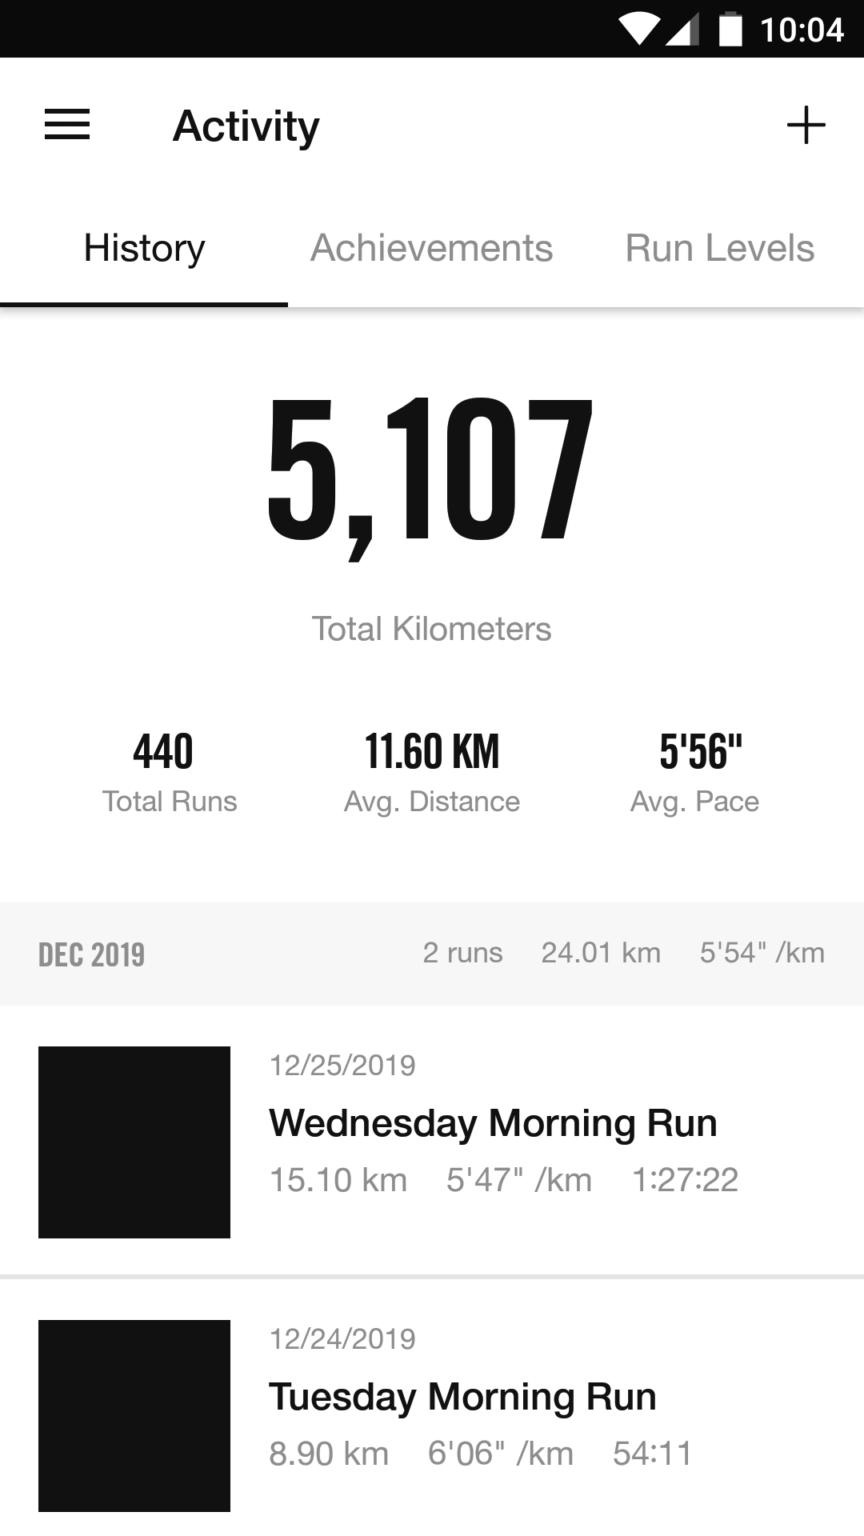 10:04
Activity
History Achievements Run Levels
5,107
Total Kilometers
440 11.60 KM 5'56"
Total Runs Avg. Distance Avg. Pace
DEC 2019 2 runs 24.01 km 5'54" /km
12/25/2019
Wednesday Morning Run
15.10 km 5'47" /km 1:27:22
12/24/2019
Tuesday Morning Run
8.90 km 6'06" /km 54:11